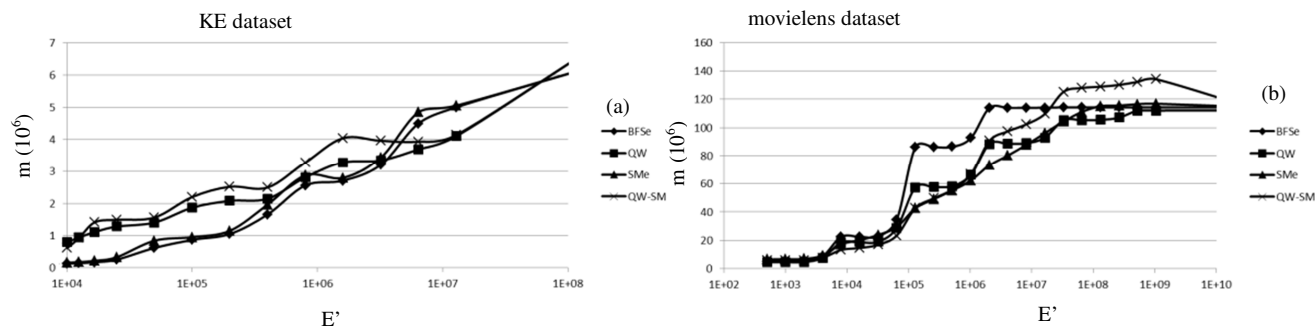 KE dataset
7
6
5
4
3
2
1
0
m (10⁶)
1E+04
1E+05
1E+06
1E+07
1E+08
E’
(a)
BFSe
QW
SMe
QW-SM
movielens dataset
160
140
120
100
80
60
40
20
0
m (10⁶)
1E+02
1E+03
1E+04
1E+05
1E+06
1E+07
1E+08
1E+09
1E+10
E’
(b)
BFSe
QW
SMe
QW-SM